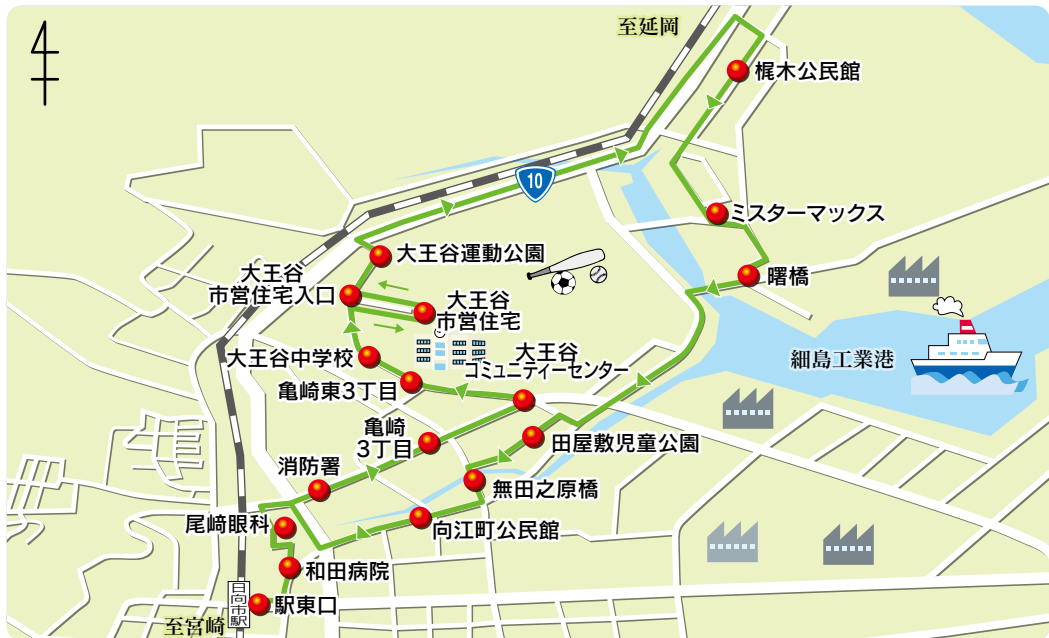 至延岡
梶木公民館
10
ミスターマックス
大王谷運動公園
大王谷
市営住宅入口
曙橋
大王谷
市営住宅
大王谷中学校
大王谷
コミュニティーセンター
細島工業港
亀崎東3丁目
亀崎
3丁目
田屋敷児童公園
消防署
無田之原橋
尾﨑眼科
向江町公民館
和田病院
日向市駅
駅東口
至宮崎